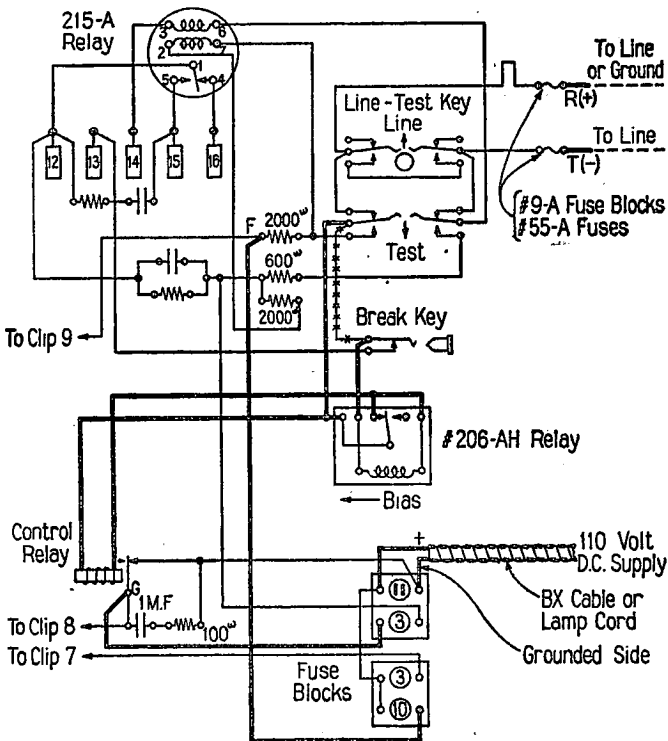 215-A
Relay
3
6
2
7
1
5
4
To Line
or Ground
R(+)
Line-Test Key
Line
To Line
T(-)
12
13
14
15
16
#9-A Fuse Blocks
#55-A Fuses
F
2000ω
Test
600ω
2000ω
To Clip 9
Break Key
#206-AH Relay
Bias
Control
Relay
+
110 Volt
D.C. Supply
G
1 M.F
100ω
BX Cable or
Lamp Cord
To Clip 8
3
To Clip 7
Grounded Side
Fuse
Blocks
3
10